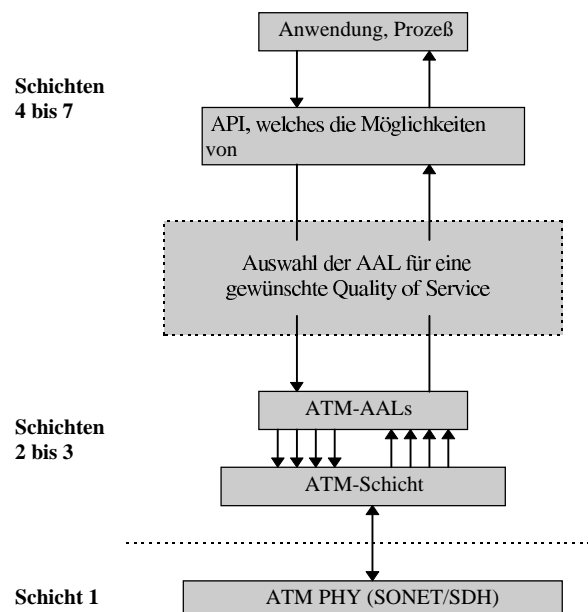 Anwendung, Prozeß
Schichten
4 bis 7
API, welches die Möglichkeiten
von
Auswahl der AAL für eine
gewünschte Quality of Service
ATM-AALs
Schichten
2 bis 3
ATM-Schicht
Schicht 1
ATM PHY (SONET/SDH)